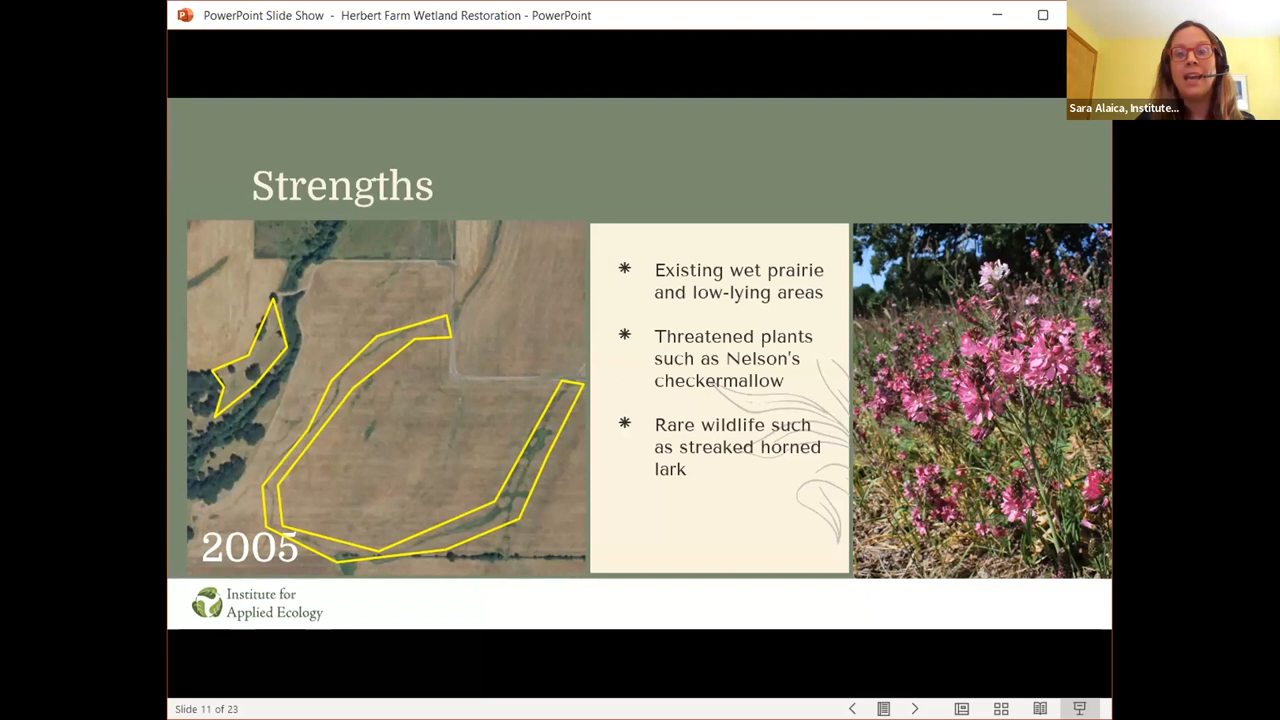 PowerPoint Slide Show - Herbert Farm Wetland Restoration - PowerPoint
Sara Alaica, Institute...
Strengths
* Existing wet prairie
and low-lying areas
* Threatened plants
such as Nelson's
checkermallow
* Rare wildlife such
as streaked horned
lark
2005
Institute for
Applied Ecology
Slide 11 of 23